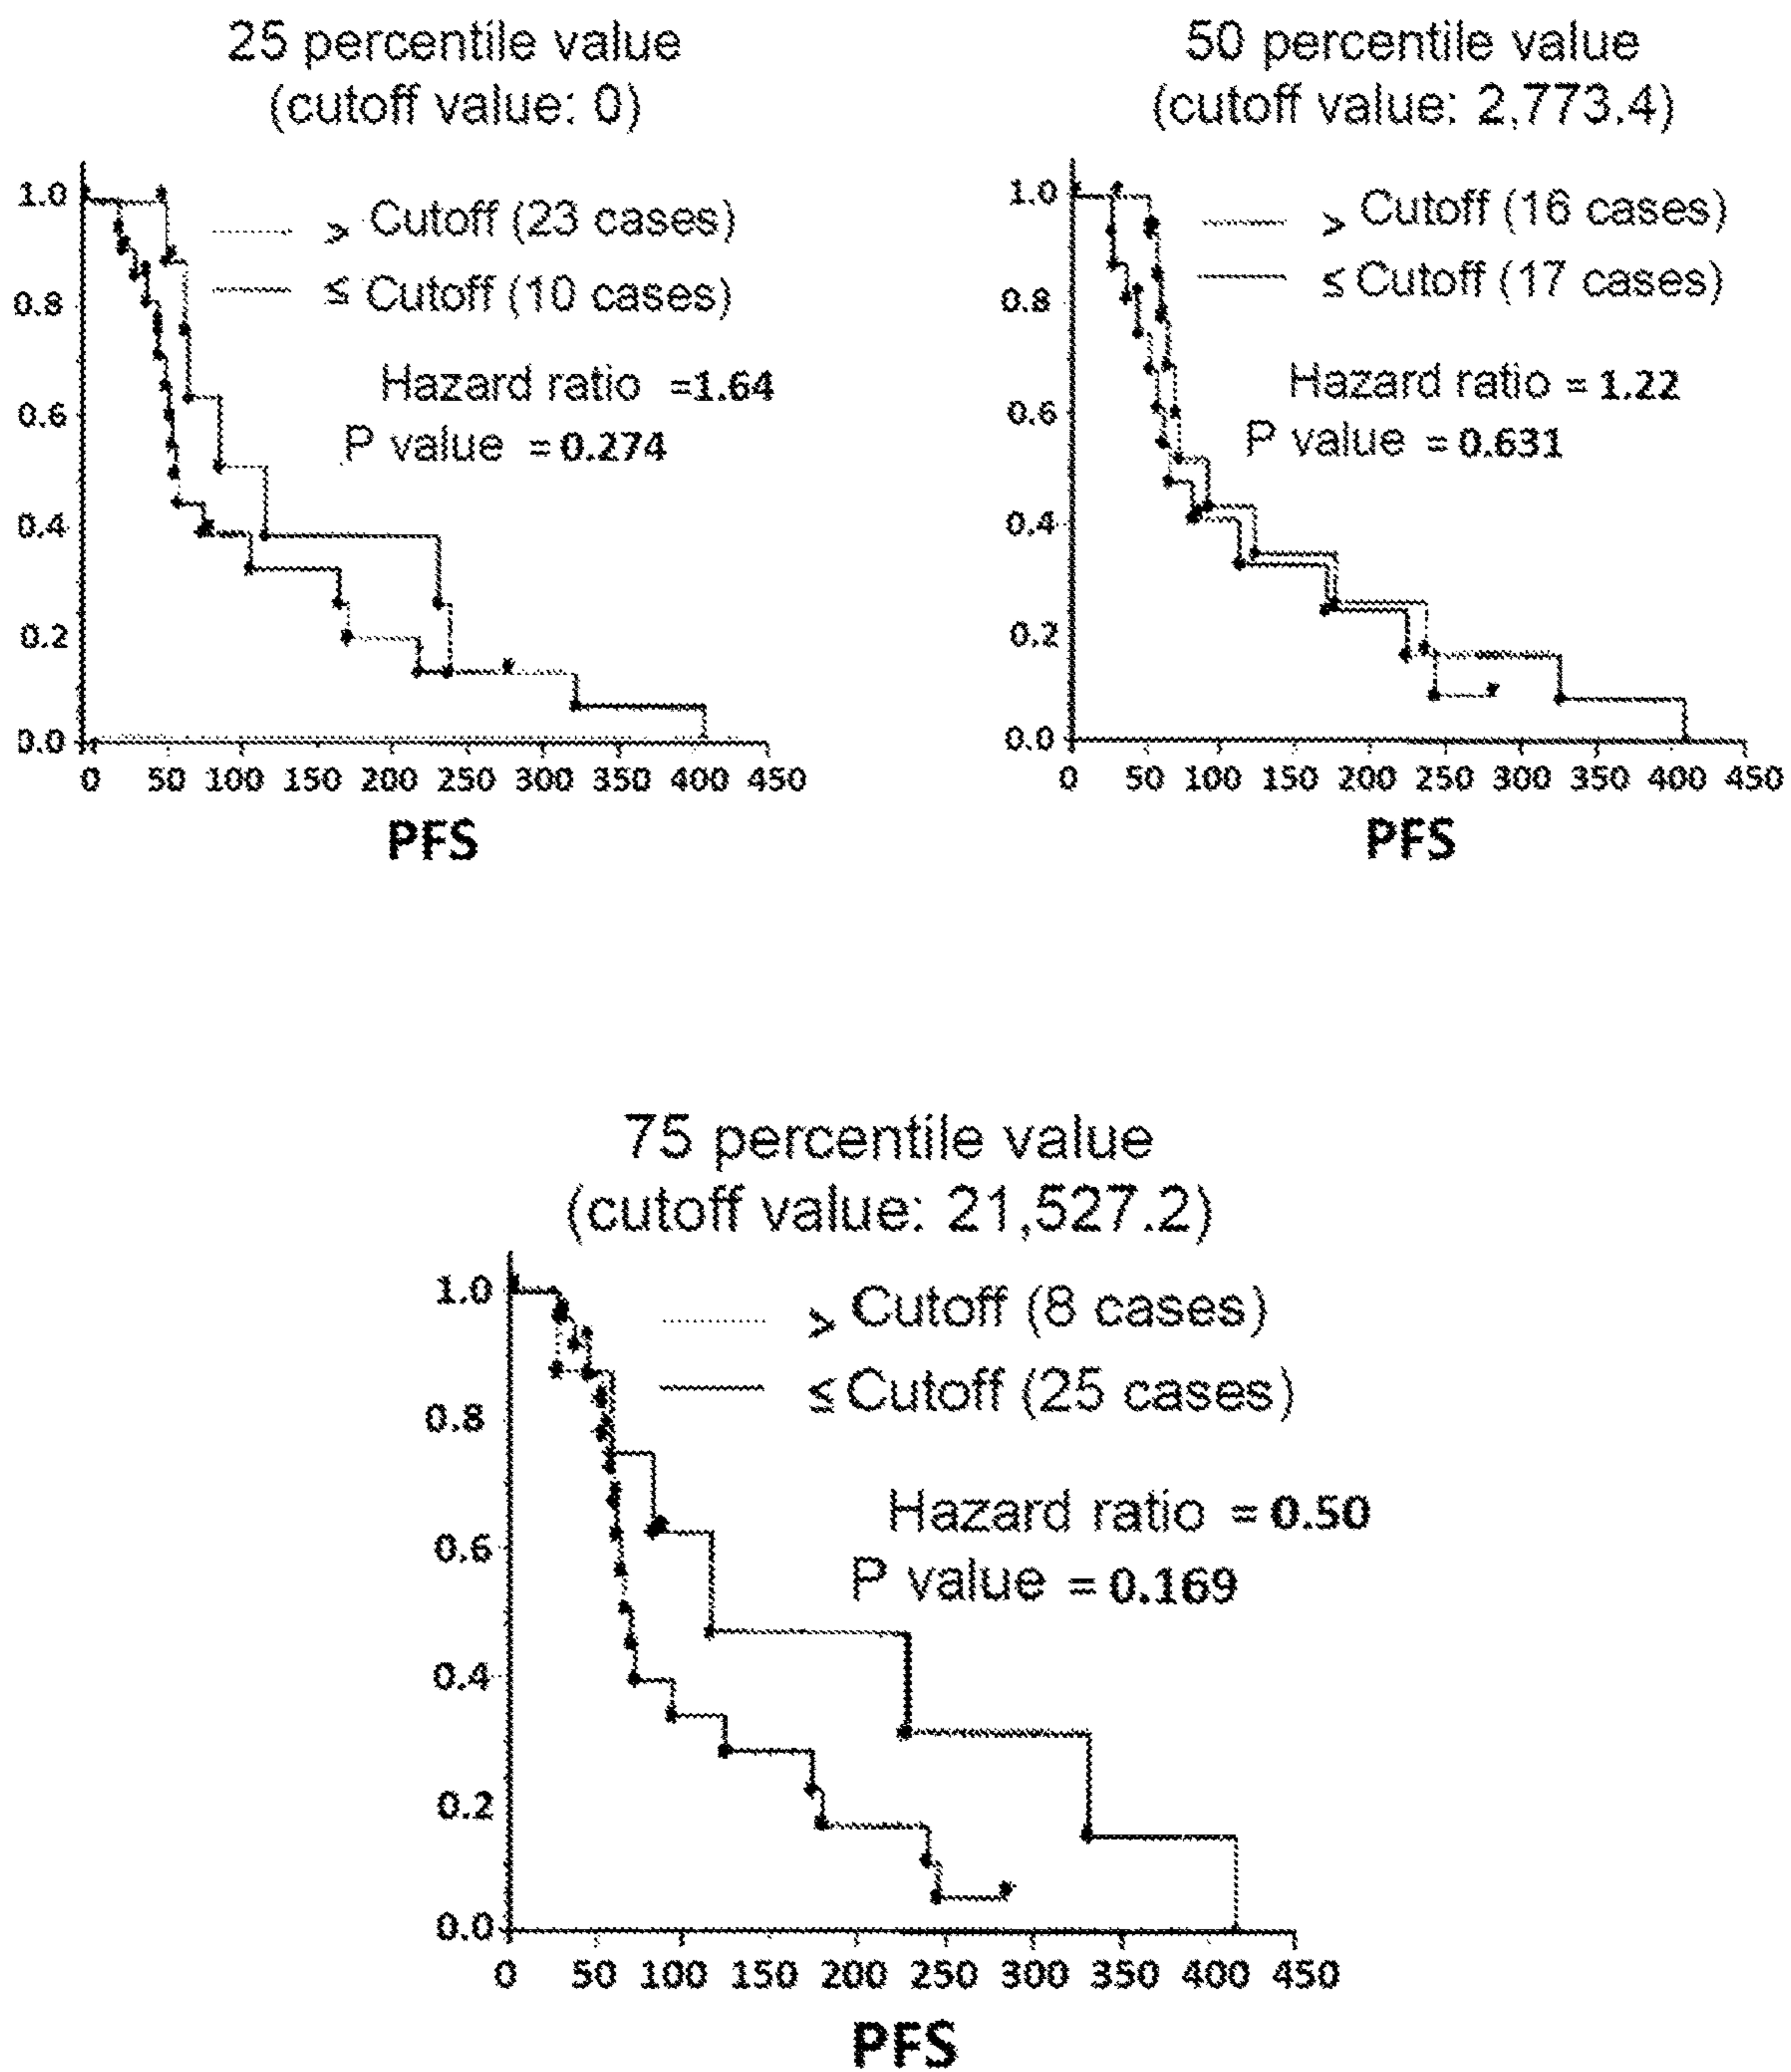 25 percentile value
(cutoff value: 0)
1.0
0.8
0.6
0.4
0.2
0.0
> Cutoff (23 cases)
≤ Cutoff (10 cases)
Hazard ratio =1.64
P value = 0.274
0 50 100 150 200 250 300 350 400 450
PFS
50 percentile value
(cutoff value: 2,773.4)
1.0
0.8
0.6
0.4
0.2
0.0
> Cutoff (16 cases)
≤ Cutoff (17 cases)
Hazard ratio = 1.22
P value = 0.631
0 50 100 150 200 250 300 350 400 450
PFS
75 percentile value
(cutoff value: 21,527.2)
1.0
0.8
0.6
0.4
0.2
0.0
> Cutoff (8 cases)
≤ Cutoff (25 cases)
Hazard ratio = 0.50
P value = 0.169
0 50 100 150 200 250 300 350 400 450
PFS